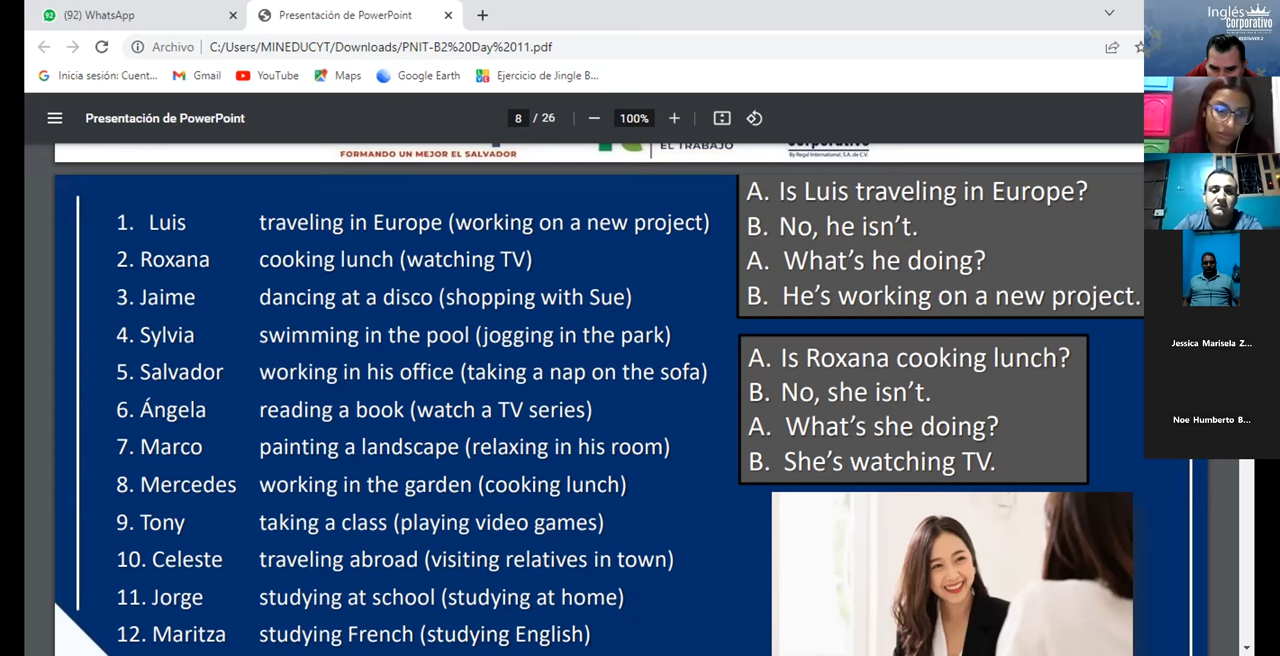 (92) WhatsApp
Presentación de PowerPoint
Archivo
C:/Users/MINEDUCYT/Downloads/PNIT-B2%20Day%2011.pdf
Inicia sesión: Cuent...
Gmail
YouTube
Maps
Google Earth
Ejercicio de Jingle B...
Presentación de PowerPoint
8 / 26
100%
FORMANDO UN MEJOR EL SALVADOR
EL TRABAJO
By Regal International, S.A. de C.V.
1. Luis traveling in Europe (working on a new project)
2. Roxana cooking lunch (watching TV)
3. Jaime dancing at a disco (shopping with Sue)
4. Sylvia swimming in the pool (jogging in the park)
5. Salvador working in his office (taking a nap on the sofa)
6. Ángela reading a book (watch a TV series)
7. Marco painting a landscape (relaxing in his room)
8. Mercedes working in the garden (cooking lunch)
9. Tony taking a class (playing video games)
10. Celeste traveling abroad (visiting relatives in town)
11. Jorge studying at school (studying at home)
12. Maritza studying French (studying English)
A. Is Luis traveling in Europe?
B. No, he isn't.
A. What's he doing?
B. He's working on a new project.
A. Is Roxana cooking lunch?
B. No, she isn't.
A. What's she doing?
B. She's watching TV.
Inglés
Corporativo
BEGINNER 2
Jessica Marisela Z...
Noe Humberto B...